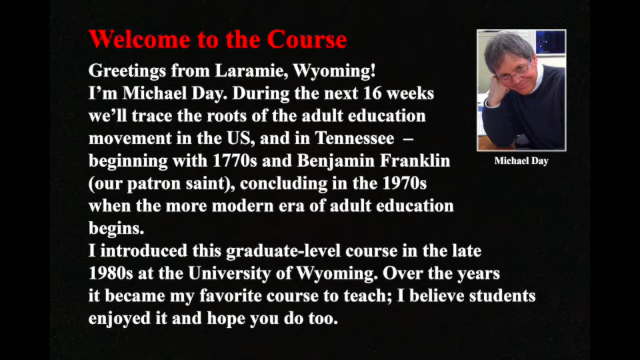 Welcome to the Course
Greetings from Laramie, Wyoming!
I'm Michael Day. During the next 16 weeks
we'll trace the roots of the adult education
movement in the US, and in Tennessee –
beginning with 1770s and Benjamin Franklin
(our patron saint), concluding in the 1970s
when the more modern era of adult education
begins.
I introduced this graduate-level course in the late
1980s at the University of Wyoming. Over the years
it became my favorite course to teach; I believe students
enjoyed it and hope you do too.
Michael Day